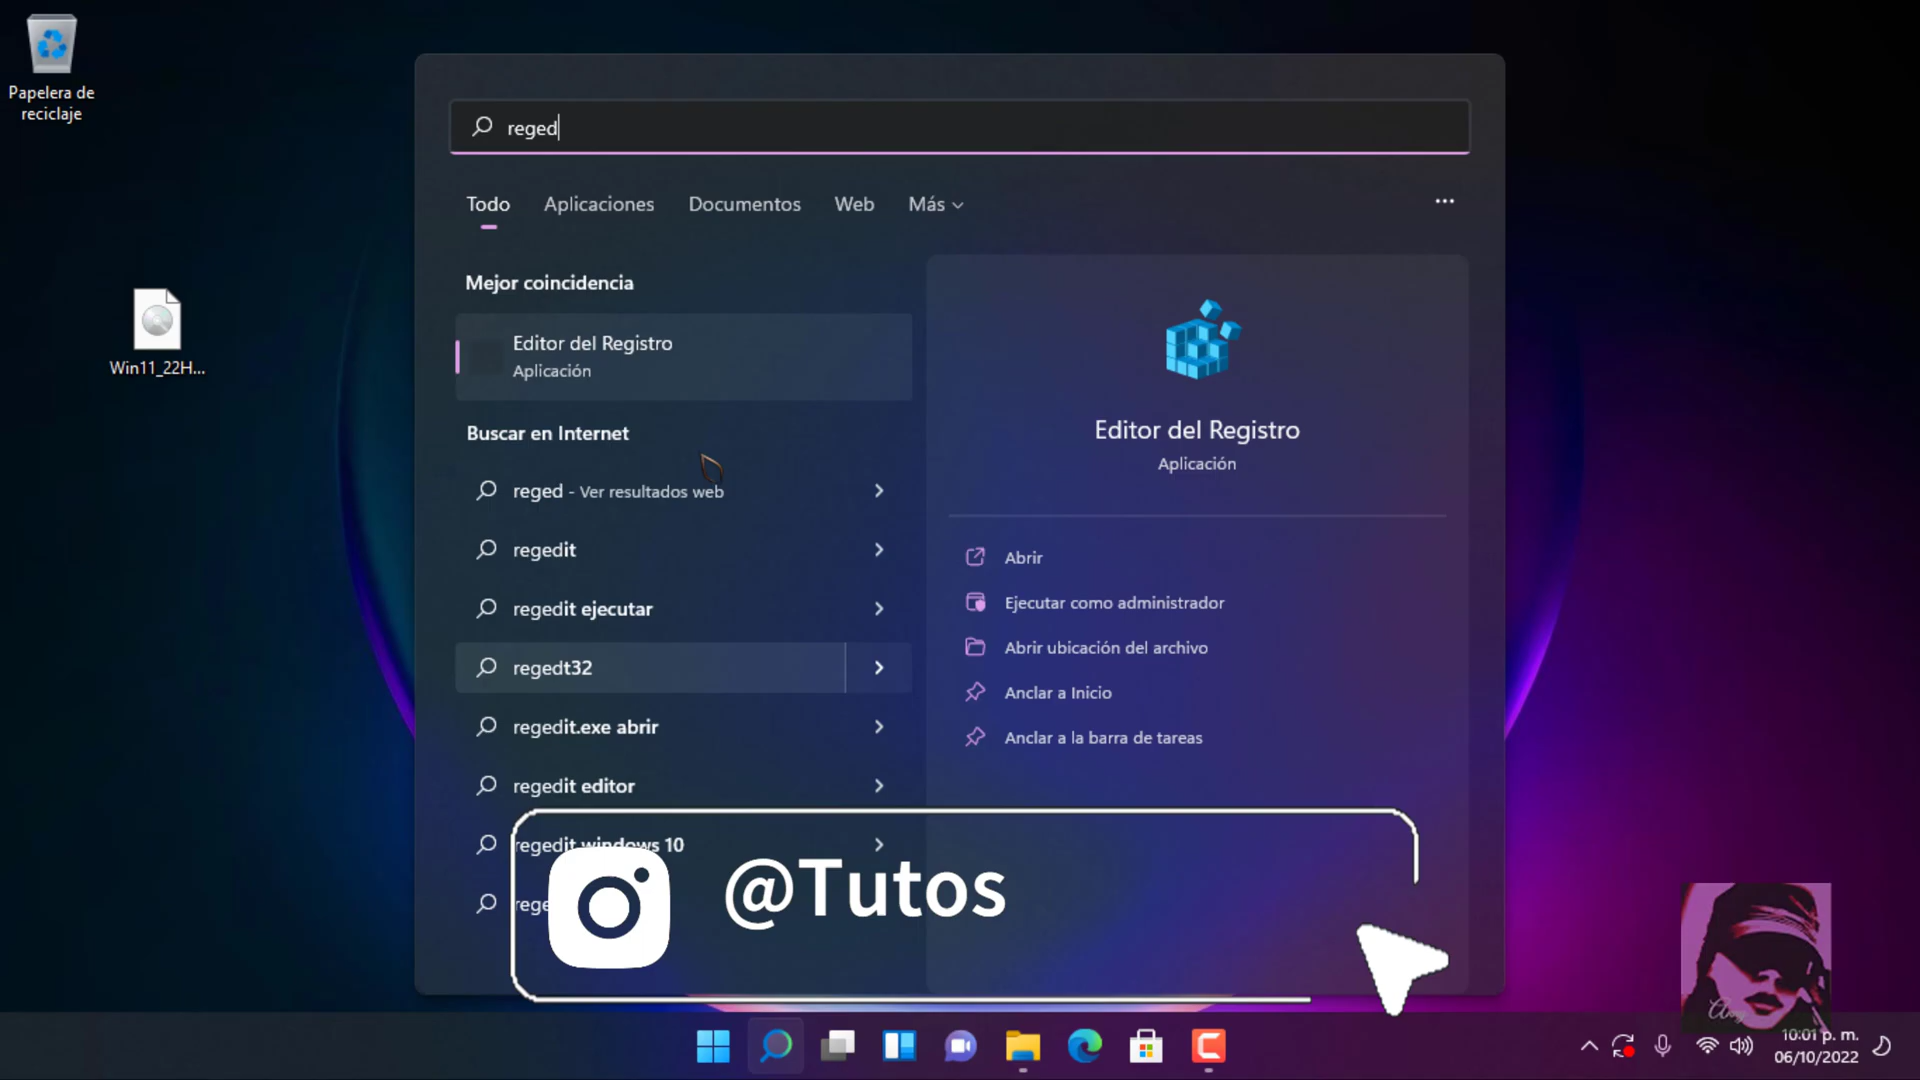 Papelera de
reciclaje
Win11_22H...
reged
Todo
Aplicaciones
Documentos
Web
Más
Mejor coincidencia
Editor del Registro
Aplicación
Buscar en Internet
reged - Ver resultados web
regedit
regedit ejecutar
regedt32
regedit.exe abrir
regedit editor
regedit windows 10
rege
Editor del Registro
Aplicación
Abrir
Ejecutar como administrador
Abrir ubicación del archivo
Anclar a Inicio
Anclar a la barra de tareas
@Tutos
10:01 p. m.
06/10/2022